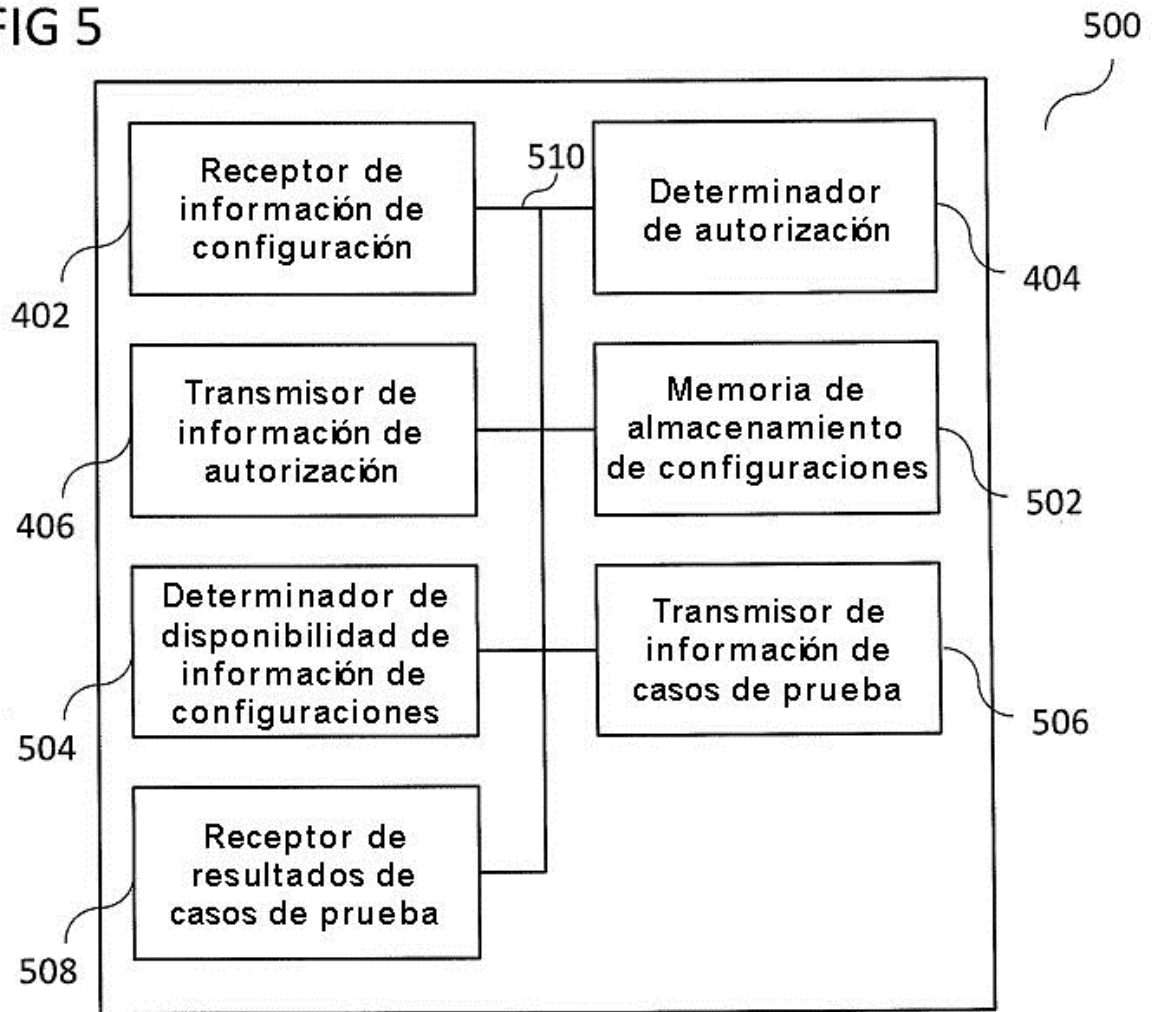 FIG 5
500
Receptor de
información de
configuración
510
Determinador
de autorización
402
404
Transmisor de
información de
autorización
Memoria de
almacenamiento
de configuraciones
406
502
Determinador de
disponibilidad de
información de
configuraciones
Transmisor de
información de
casos de prueba
504
506
Receptor de
resultados de
casos de prueba
508